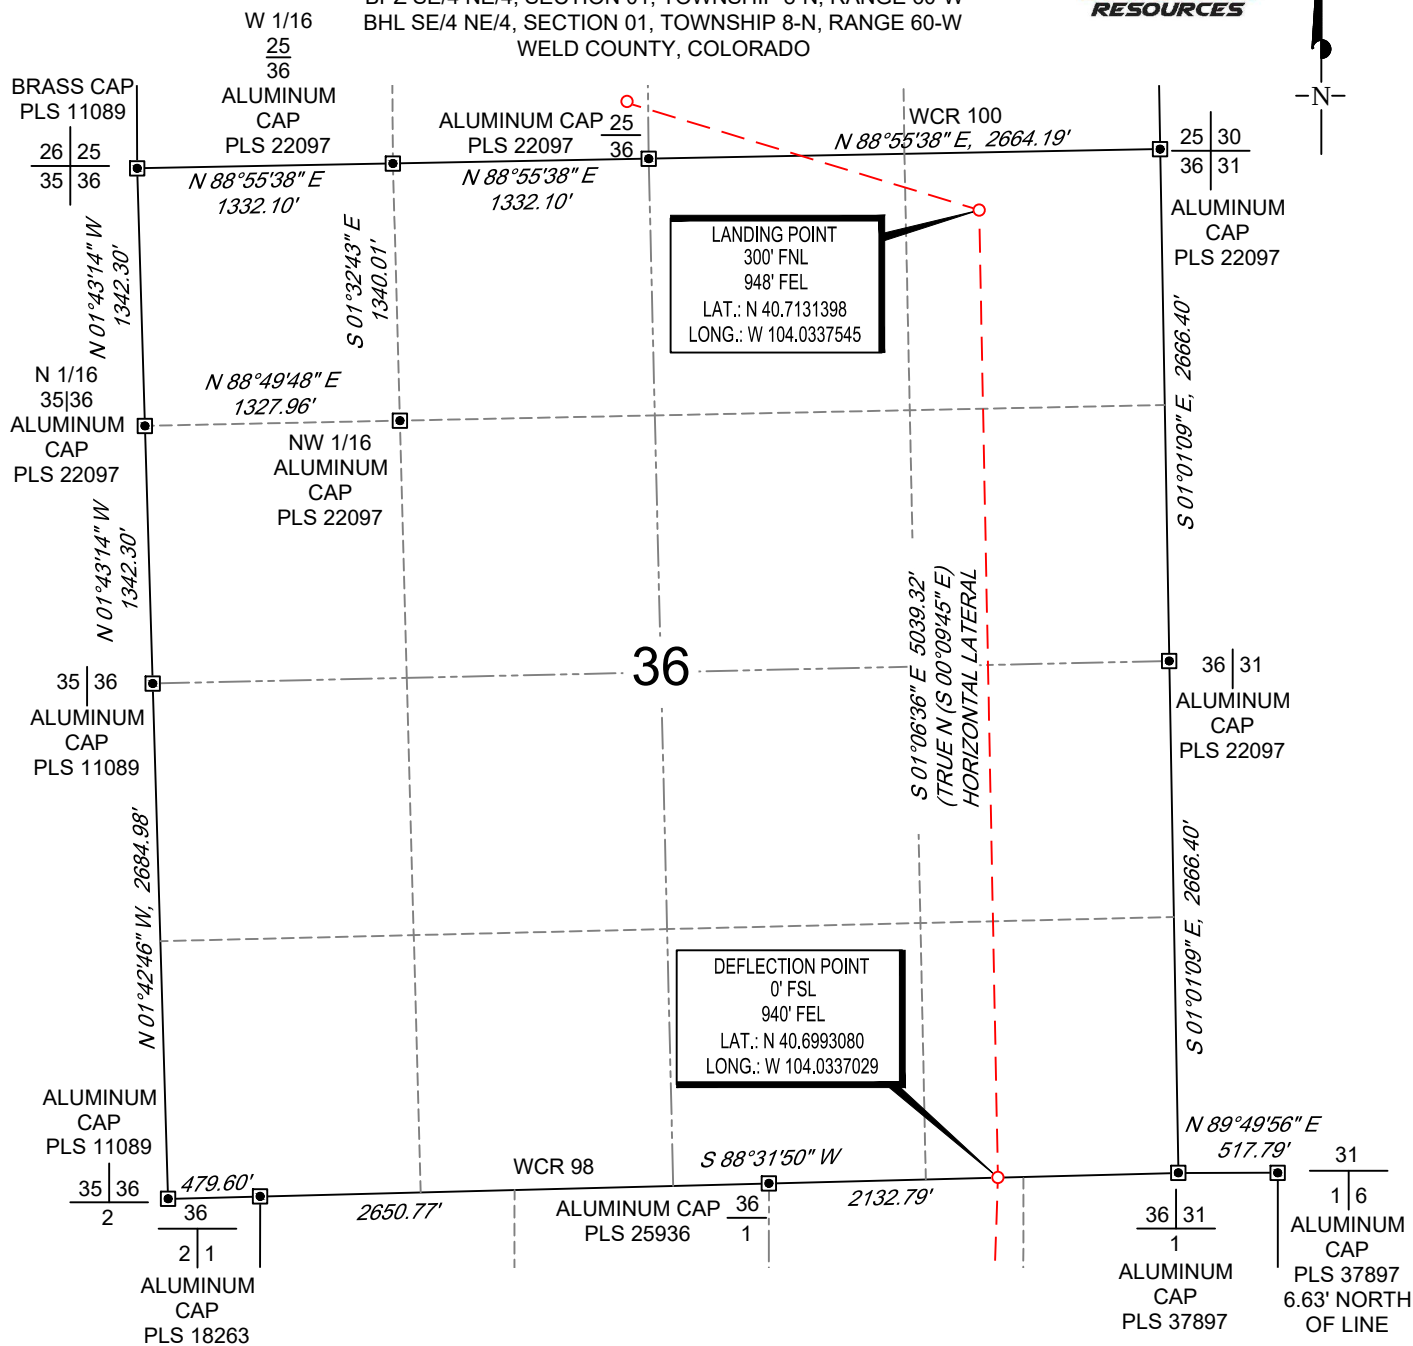 BPZ SE/4 NE/4, SECTION 01, TOWNSHIP 8-N, RANGE 60-W
BHL SE/4 NE/4, SECTION 01, TOWNSHIP 8-N, RANGE 60-W
WELD COUNTY, COLORADO
RESOURCES
-N-
W 1/16
25
36
ALUMINUM
CAP
PLS 22097
BRASS CAP
PLS 11089
26 25
35 36
ALUMINUM CAP
PLS 22097
25
36
WCR 100
N 88°55'38" E, 2664.19'
25 30
36 31
ALUMINUM
CAP
PLS 22097
N 88°55'38" E
1332.10'
N 88°55'38" E
1332.10'
N 01°43'14" W
1342.30'
S 01°32'43" E
1340.01'
LANDING POINT
300' FNL
948' FEL
LAT.: N 40.7131398
LONG.: W 104.0337545
S 01°01'09" E, 2666.40'
N 1/16
35|36
ALUMINUM
CAP
PLS 22097
N 88°49'48" E
1327.96'
NW 1/16
ALUMINUM
CAP
PLS 22097
N 01°43'14" W
1342.30'
S 01°06'36" E 5039.32'
(TRUE N (S 00°09'45" E)
HORIZONTAL LATERAL
36
35 36
ALUMINUM
CAP
PLS 11089
36 31
ALUMINUM
CAP
PLS 22097
N 01°42'46" W, 2684.98'
S 01°01'09" E, 2666.40'
DEFLECTION POINT
0' FSL
940' FEL
LAT.: N 40.6993080
LONG.: W 104.0337029
ALUMINUM
CAP
PLS 11089
35 36
2
479.60'
36
2 1
ALUMINUM
CAP
PLS 18263
2650.77'
WCR 98
S 88°31'50" W
ALUMINUM CAP
PLS 25936
36
1
2132.79'
N 89°49'56" E
517.79'
36 31
1
ALUMINUM
CAP
PLS 37897
31
1 6
ALUMINUM
CAP
PLS 37897
6.63' NORTH
OF LINE